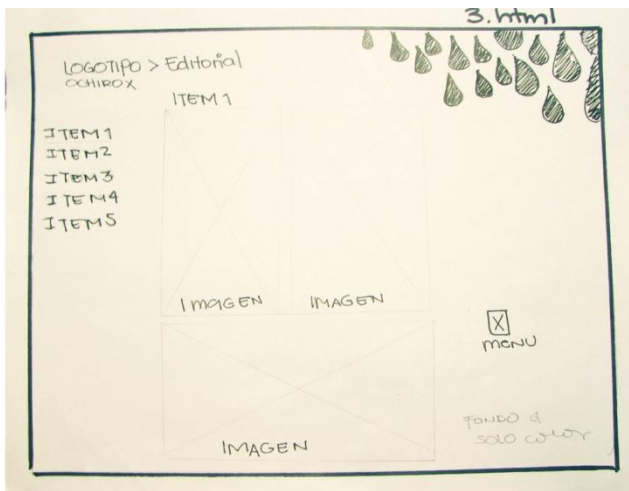 3.html
LOGOTIPO > Editorial
OCHIROX
ITEM 1
ITEM1
ITEM2
ITEM3
ITEM4
ITEM5
IMAGEN IMAGEN
X
MENU
FONDO d
SOLO color
IMAGEN